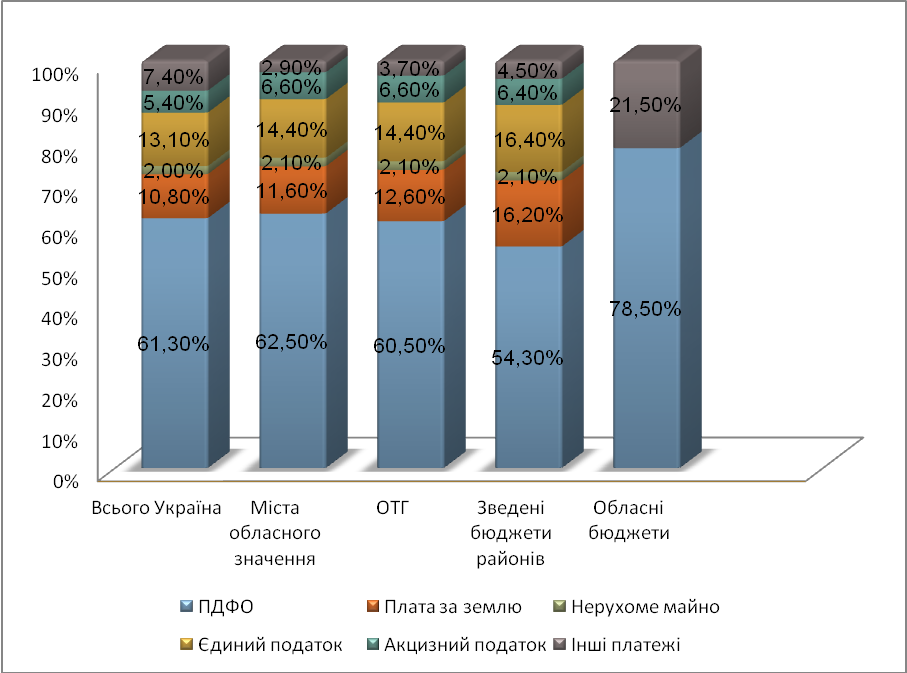 100%
90%
80%
70%
60%
50%
40%
30%
20%
10%
0%
7,40%
5,40%
13,10%
2,00%
10,80%
61,30%
2,90%
6,60%
14,40%
2,10%
11,60%
62,50%
3,70%
6,60%
14,40%
2,10%
12,60%
60,50%
4,50%
6,40%
16,40%
2,10%
16,20%
54,30%
21,50%
78,50%
Всього Україна
Міста
обласного
значення
ОТГ
Зведені
бюджети
районів
Обласні
бюджети
ПДФО
Плата за землю
Нерухоме майно
Єдиний податок
Акцизний податок
Інші платежі